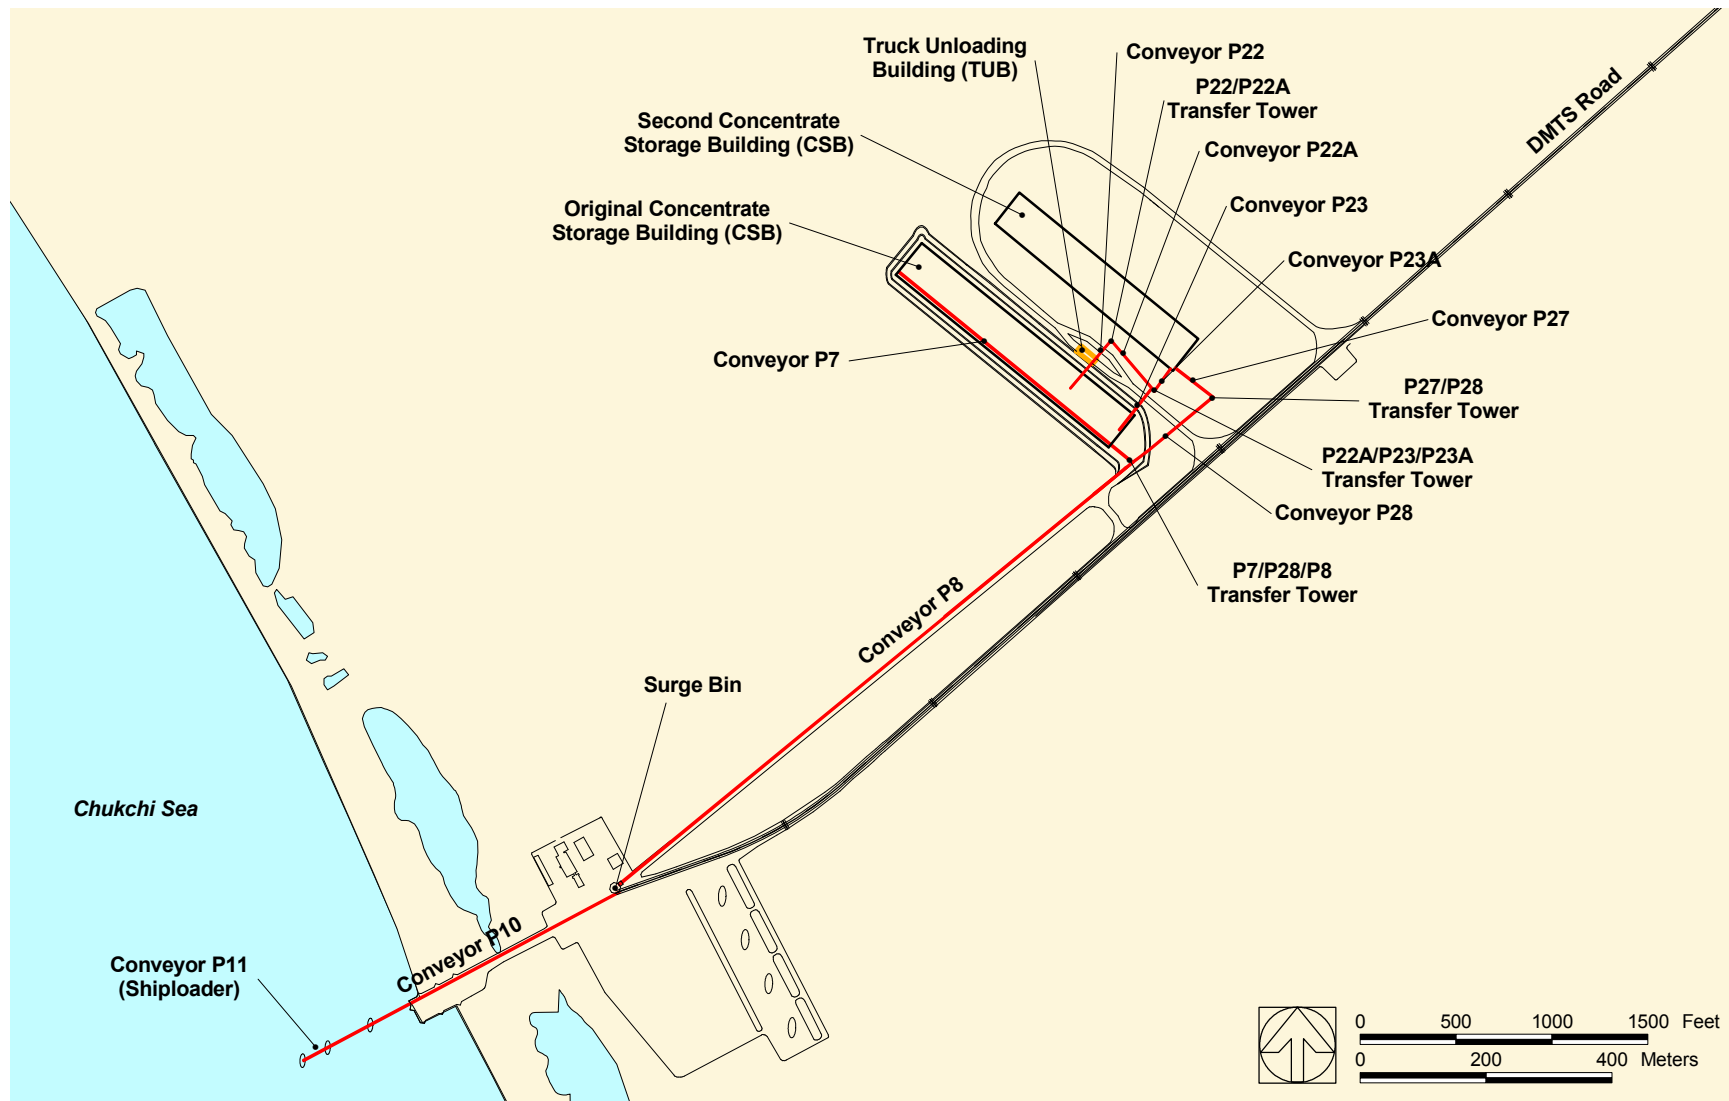 Truck Unloading
Building (TUB)
Conveyor P22
P22/P22A
Transfer Tower
DMTS Road
Second Concentrate
Storage Building (CSB)
Conveyor P22A
Original Concentrate
Storage Building (CSB)
Conveyor P23
Conveyor P23A
Conveyor P27
Conveyor P7
P27/P28
Transfer Tower
P22A/P23/P23A
Transfer Tower
Conveyor P28
P7/P28/P8
Transfer Tower
Conveyor P8
Surge Bin
Chukchi Sea
Conveyor P10
Conveyor P11
(Shiploader)
0 500 1000 1500 Feet
0 200 400 Meters